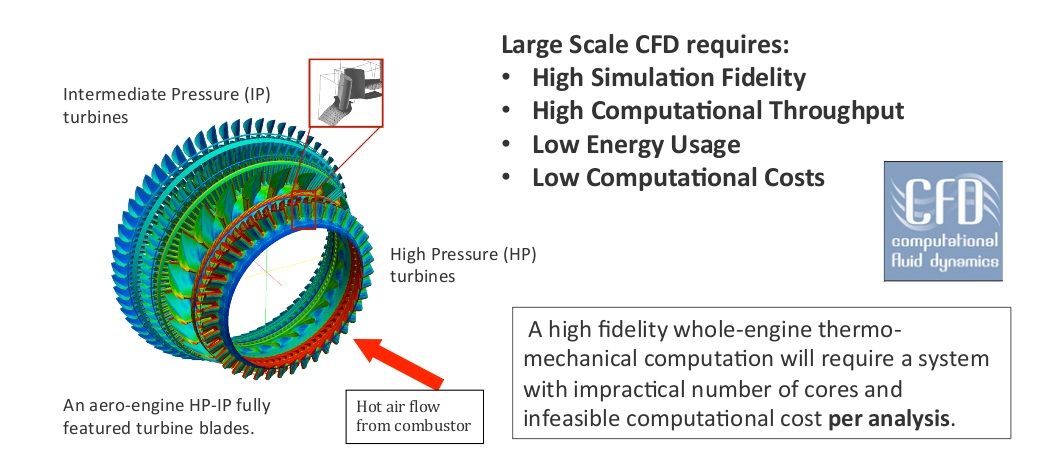 Large Scale CFD requires:
• High Simulation Fidelity
• High Computational Throughput
• Low Energy Usage
• Low Computational Costs
Intermediate Pressure (IP)
turbines
High Pressure (HP)
turbines
CFD
computational
fluid dynamics
An aero-engine HP-IP fully
featured turbine blades.
Hot air flow
from combustor
A high fidelity whole-engine thermo-
mechanical computation will require a system
with impractical number of cores and
infeasible computational cost per analysis.